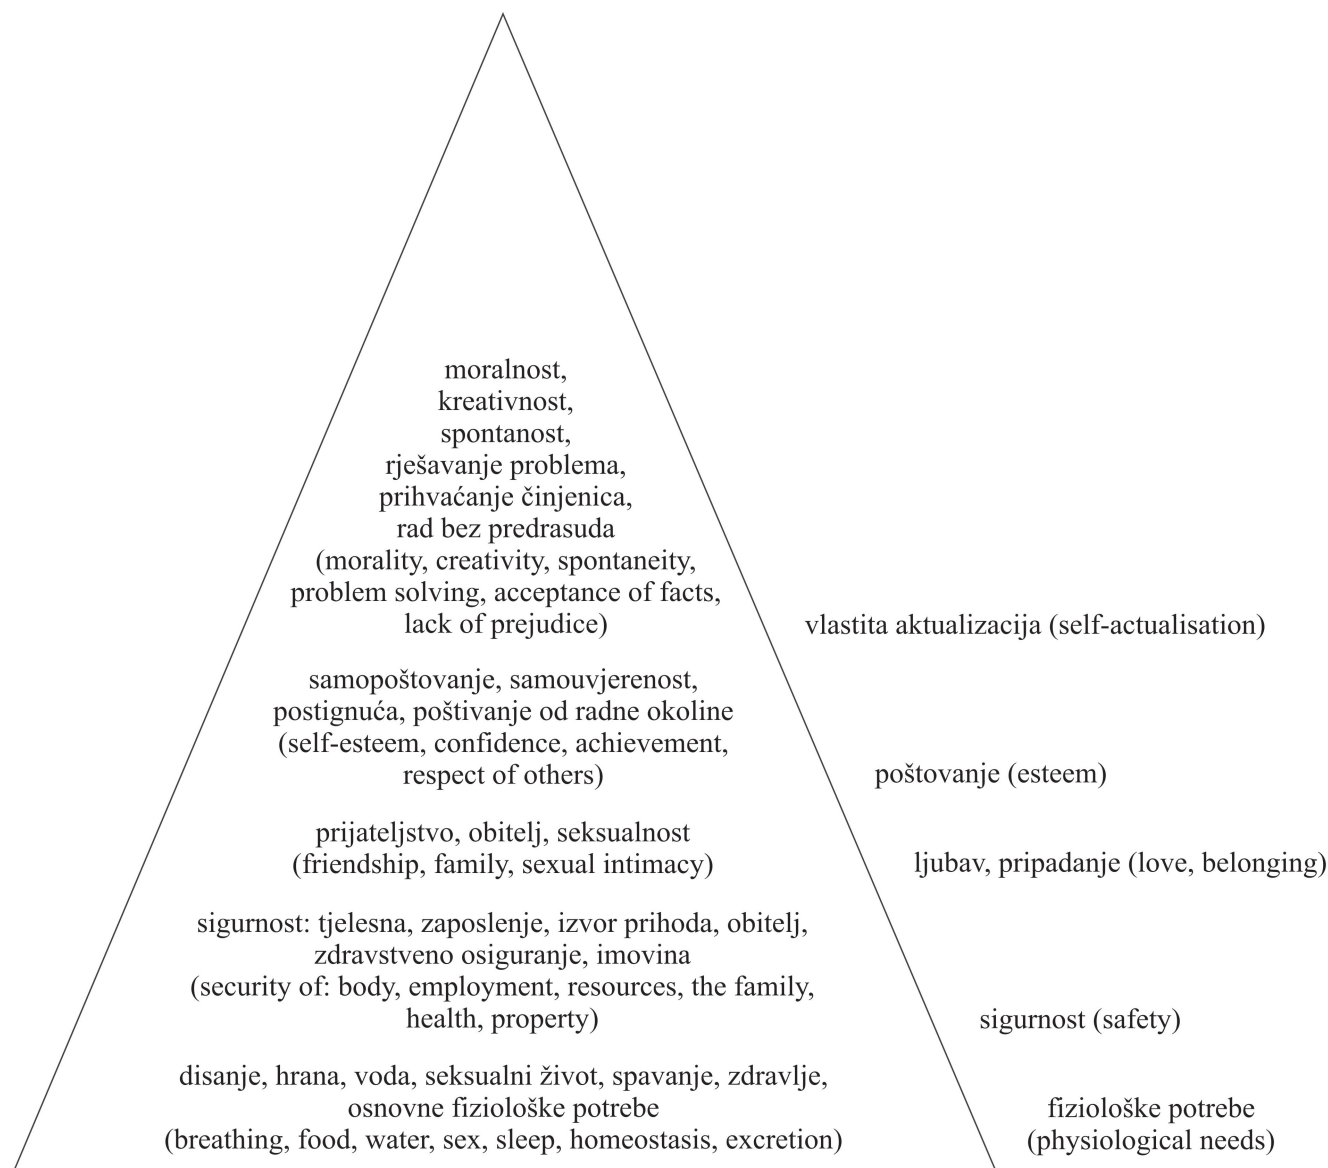 moralnost,
kreativnost,
spontanost,
rješavanje problema,
prihvaćanje činjenica,
rad bez predrasuda
(morality, creativity, spontaneity,
problem solving, acceptance of facts,
lack of prejudice)
vlastita aktualizacija (self-actualisation)
samopoštovanje, samouvjerenost,
postignuća, poštivanje od radne okoline
(self-esteem, confidence, achievement,
respect of others)
poštovanje (esteem)
prijateljstvo, obitelj, seksualnost
(friendship, family, sexual intimacy)
ljubav, pripadanje (love, belonging)
sigurnost: tjelesna, zaposlenje, izvor prihoda, obitelj,
zdravstveno osiguranje, imovina
(security of: body, employment, resources, the family,
health, property)
sigurnost (safety)
disanje, hrana, voda, seksualni život, spavanje, zdravlje,
osnovne fiziološke potrebe
(breathing, food, water, sex, sleep, homeostasis, excretion)
fiziološke potrebe
(physiological needs)